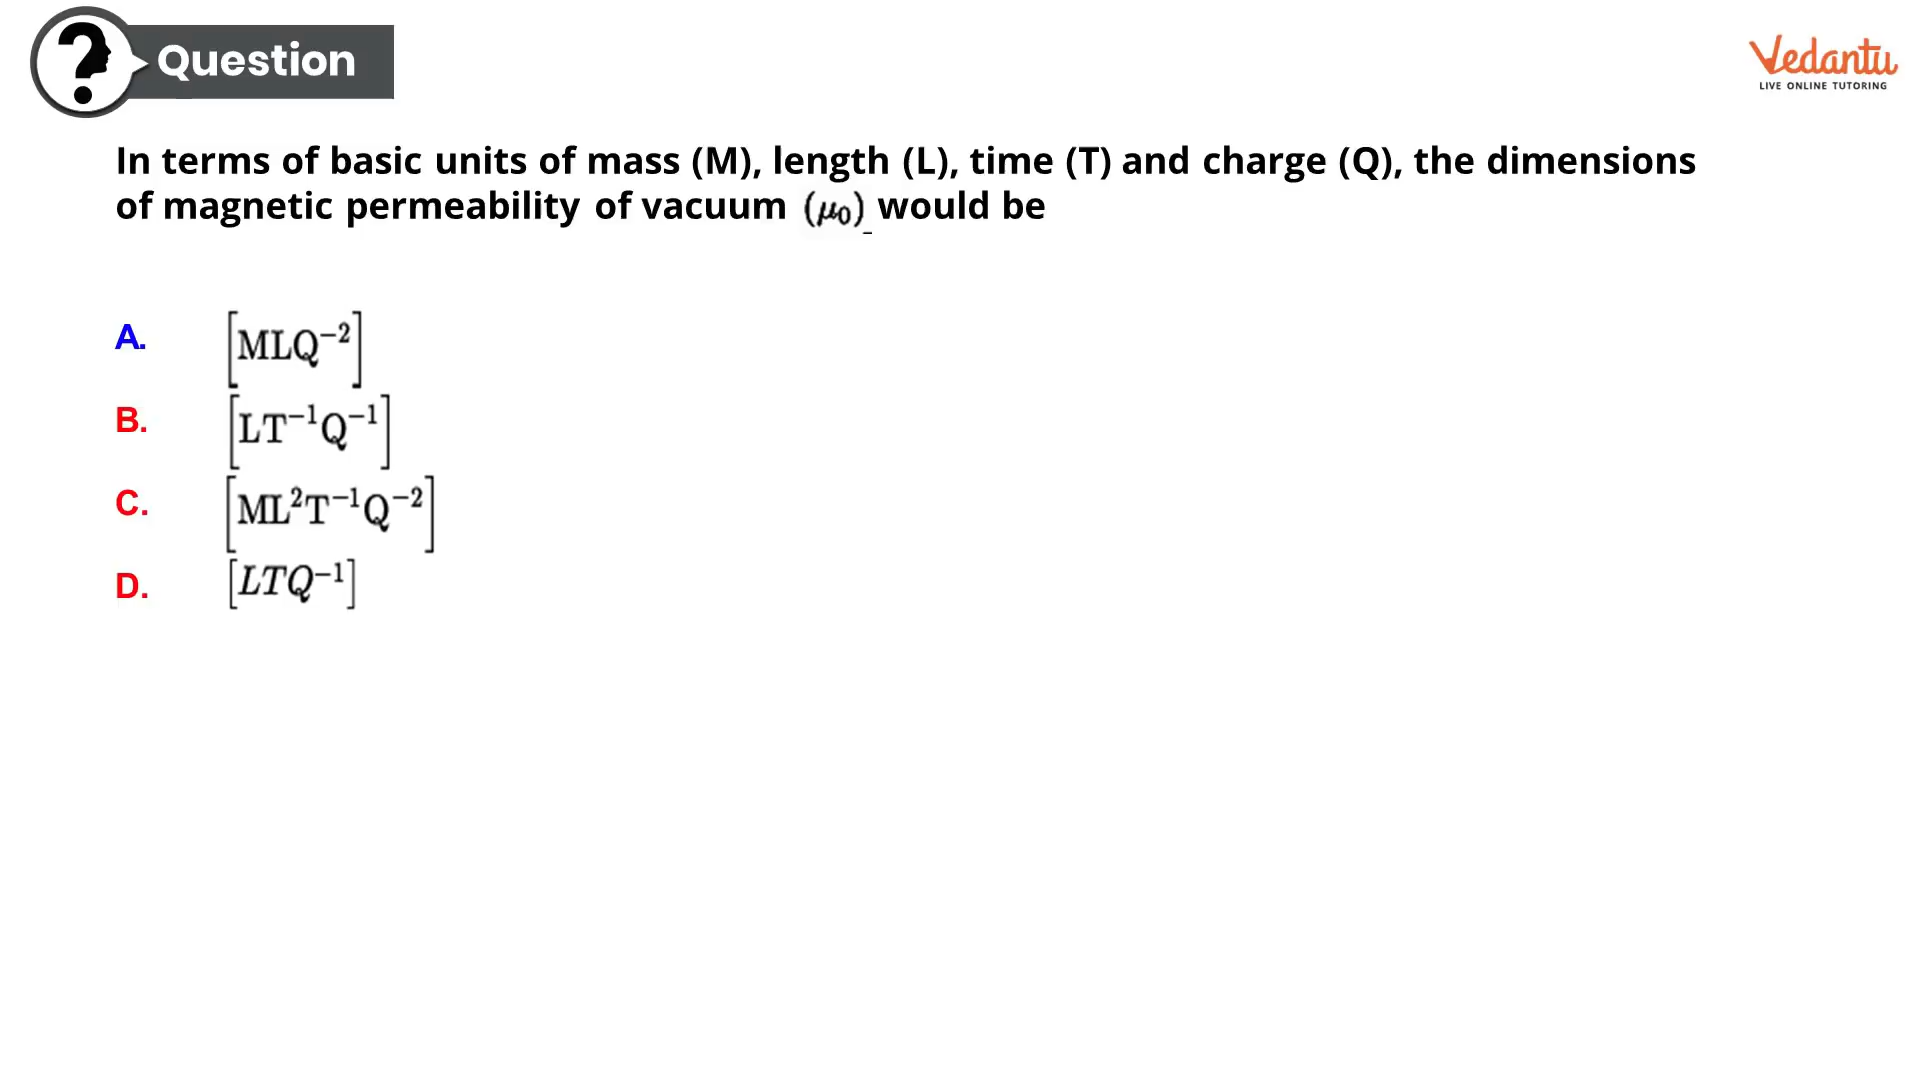 Question
Vedantu
LIVE ONLINE TUTORING
In terms of basic units of mass (M), length (L), time (T) and charge (Q), the dimensions
of magnetic permeability of vacuum (μ₀) would be
A. [MLQ⁻²]
B. [LT⁻¹Q⁻¹]
C. [ML²T⁻¹Q⁻²]
D. [LTQ⁻¹]